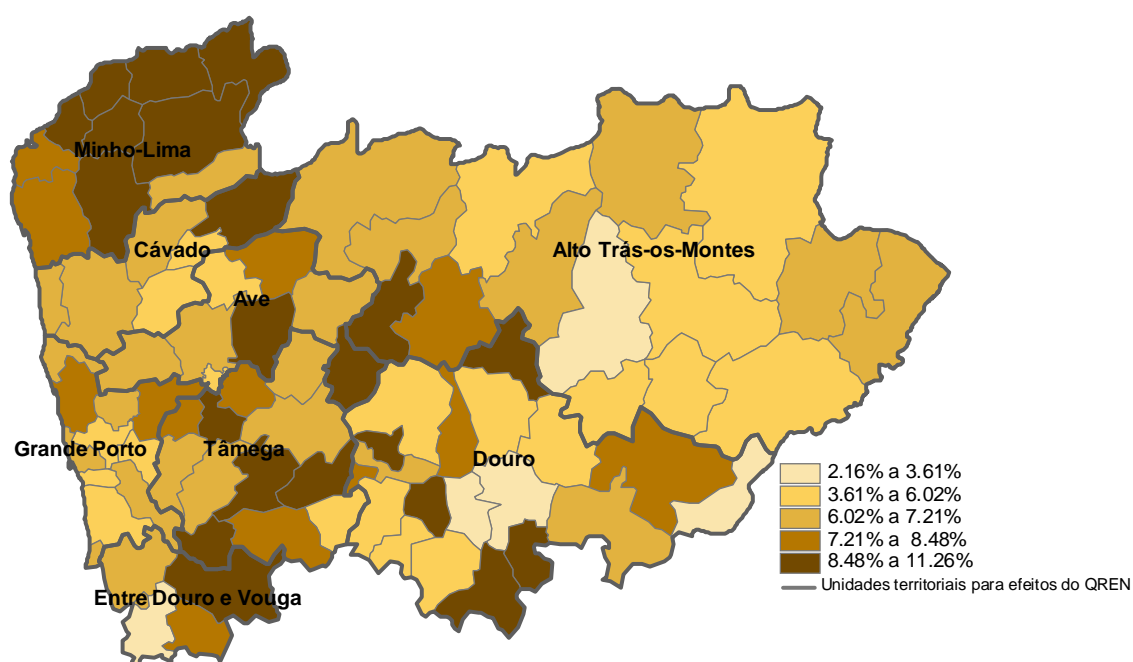 Minho-Lima
Cávado
Alto Trás-os-Montes
Ave
Grande Porto
Tâmega
Douro
Entre Douro e Vouga
2.16% a 3.61%
3.61% a 6.02%
6.02% a 7.21%
7.21% a 8.48%
8.48% a 11.26%
Unidades territoriais para efeitos do QREN